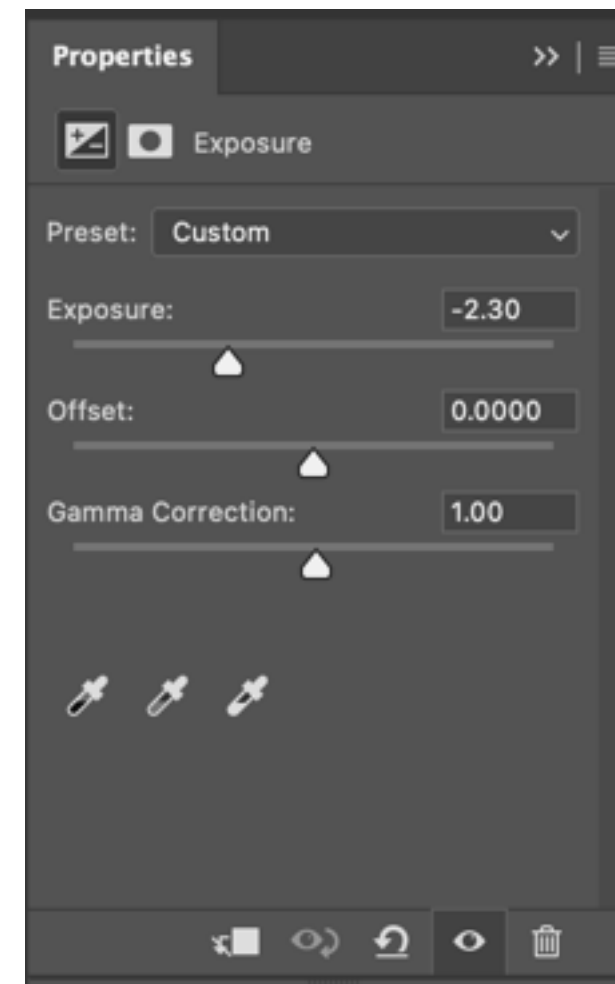 Properties
Exposure
Preset: Custom
Exposure: -2.30
Offset: 0.0000
Gamma Correction: 1.00